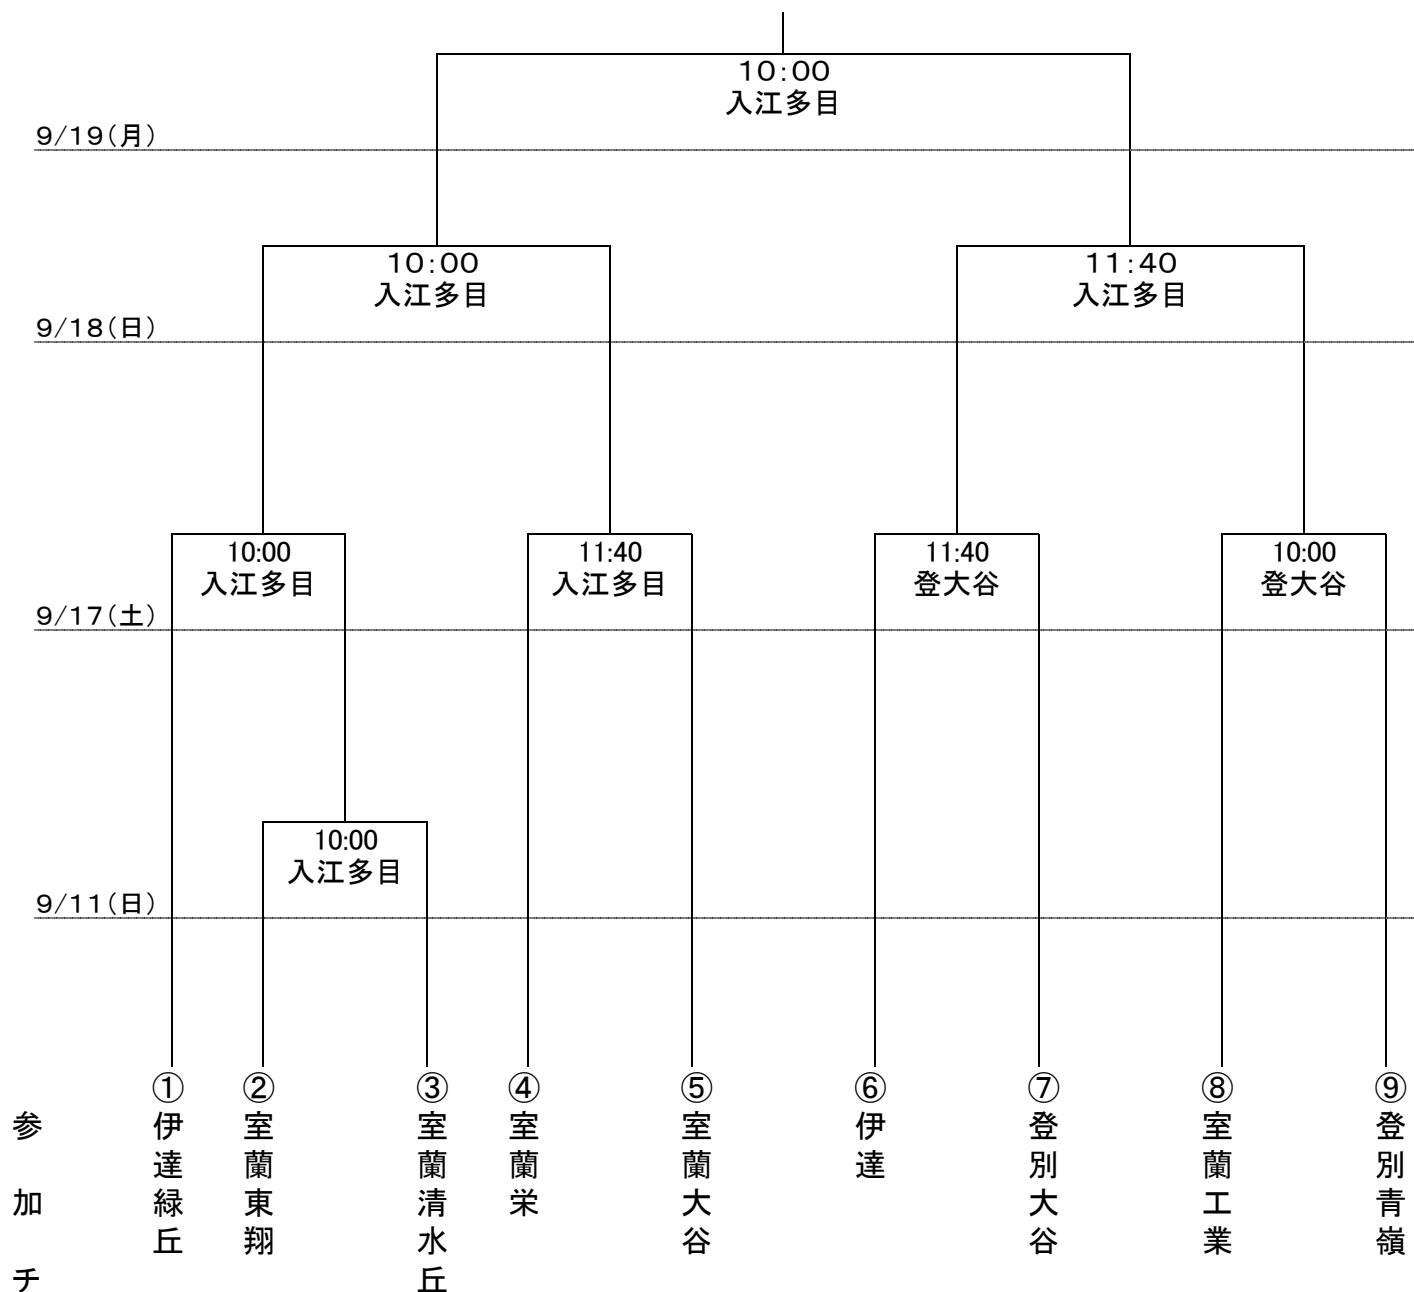 10:00
入江多目
9/19(月)
10:00
入江多目
11:40
入江多目
9/18(日)
10:00
入江多目
11:40
入江多目
11:40
登大谷
10:00
登大谷
9/17(土)
10:00
入江多目
9/11(日)
参加チ
①伊達緑丘
②室蘭東翔
③室蘭清水丘
④室蘭栄
⑤室蘭大谷
⑥伊達
⑦登別大谷
⑧室蘭工業
⑨登別青嶺